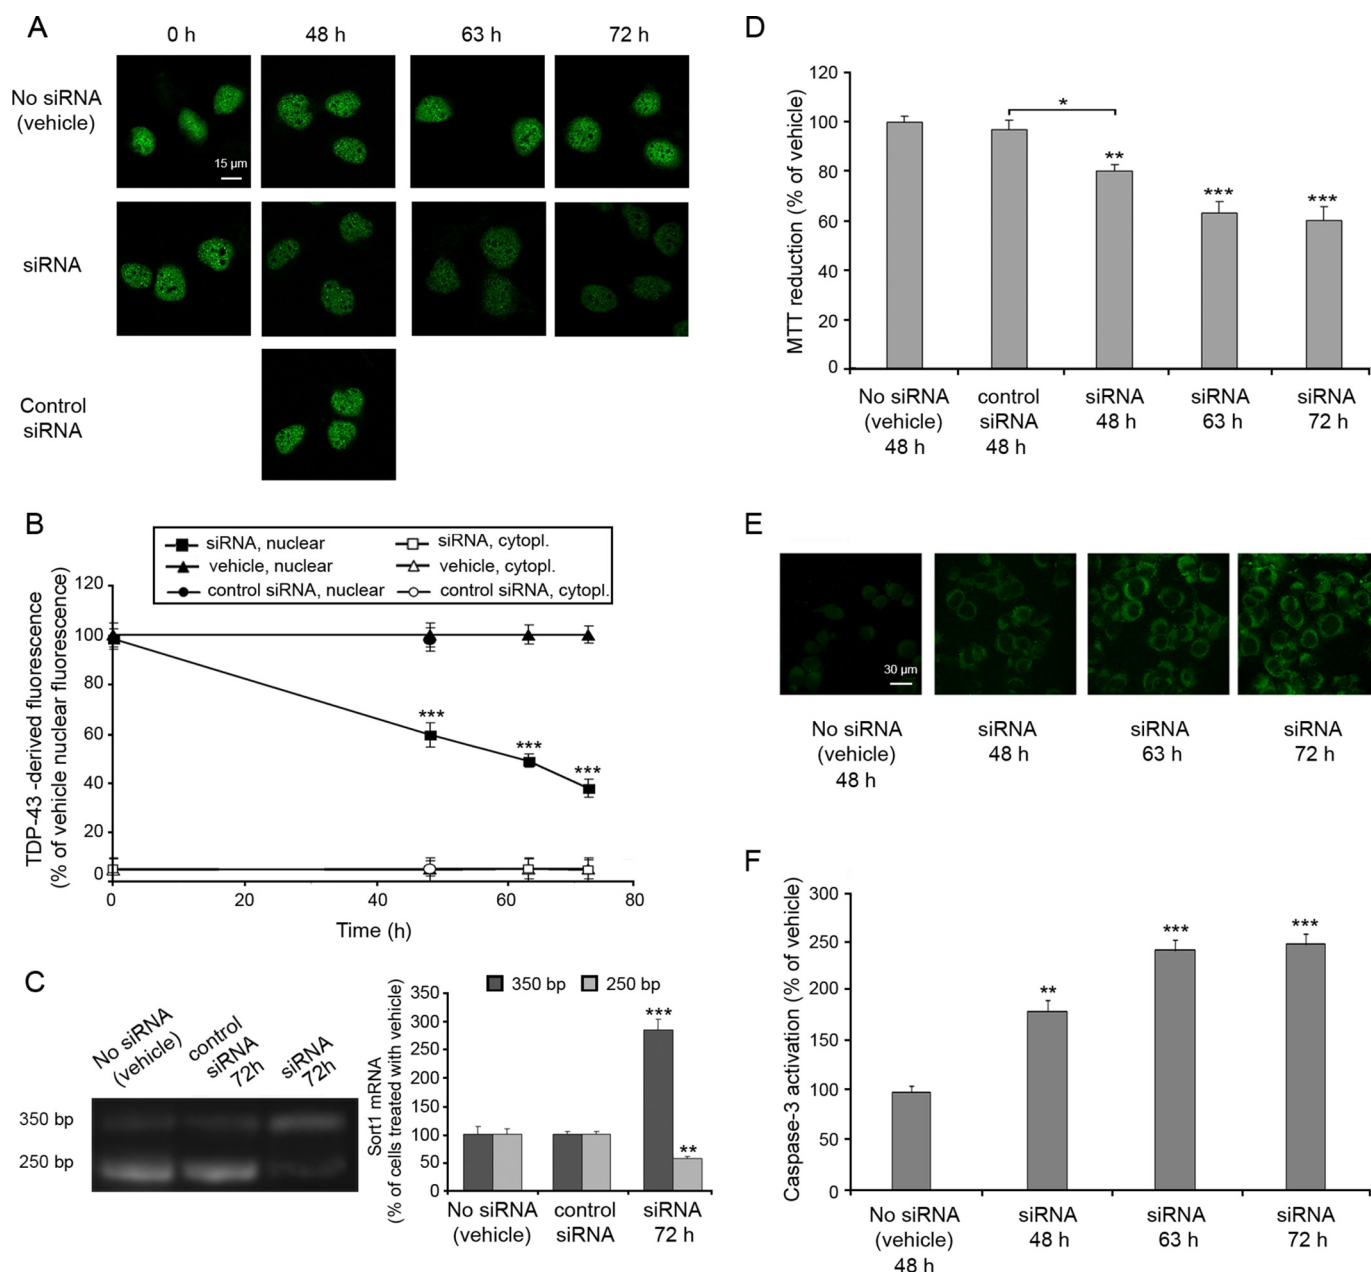 A
0 h 48 h 63 h 72 h
No siRNA
(vehicle)
15 µm
siRNA
Control
siRNA
B
siRNA, nuclear siRNA, cytopl.
vehicle, nuclear vehicle, cytopl.
control siRNA, nuclear control siRNA, cytopl.
TDP-43 -derived fluorescence
(% of vehicle nuclear fluorescence)
120
100
80
60
40
20
0
***
***
***
0 20 40 60 80
Time (h)
C
No siRNA
(vehicle)
control
siRNA
72h
siRNA
72h
350 bp
250 bp
350 bp 250 bp
Sort1 mRNA
(% of cells treated with vehicle)
350
300
250
200
150
100
50
0
***
**
No siRNA
(vehicle)
control
siRNA
siRNA
72 h
D
MTT reduction (% of vehicle)
120
100
80
60
40
20
0
*
**
***
***
No siRNA
(vehicle)
48 h
control
siRNA
48 h
siRNA
48 h
siRNA
63 h
siRNA
72 h
E
30 µm
No siRNA
(vehicle)
48 h
siRNA
48 h
siRNA
63 h
siRNA
72 h
F
Caspase-3 activation (% of vehicle)
300
250
200
150
100
50
0
**
***
***
No siRNA
(vehicle)
48 h
siRNA
48 h
siRNA
63 h
siRNA
72 h